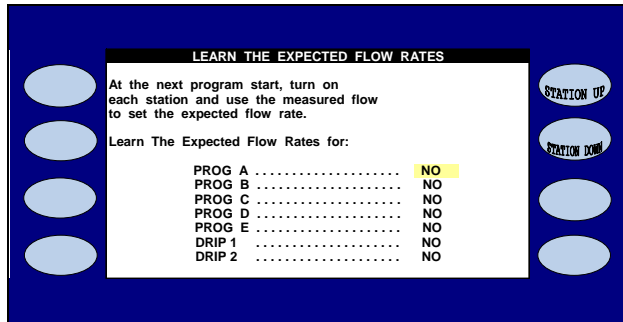 LEARN THE EXPECTED FLOW RATES
At the next program start, turn on
each station and use the measured flow
to set the expected flow rate.
Learn The Expected Flow Rates for:
PROG A .................... NO
PROG B .................... NO
PROG C .................... NO
PROG D .................... NO
PROG E .................... NO
DRIP 1 .................... NO
DRIP 2 .................... NO
STATION UP
STATION DOWN